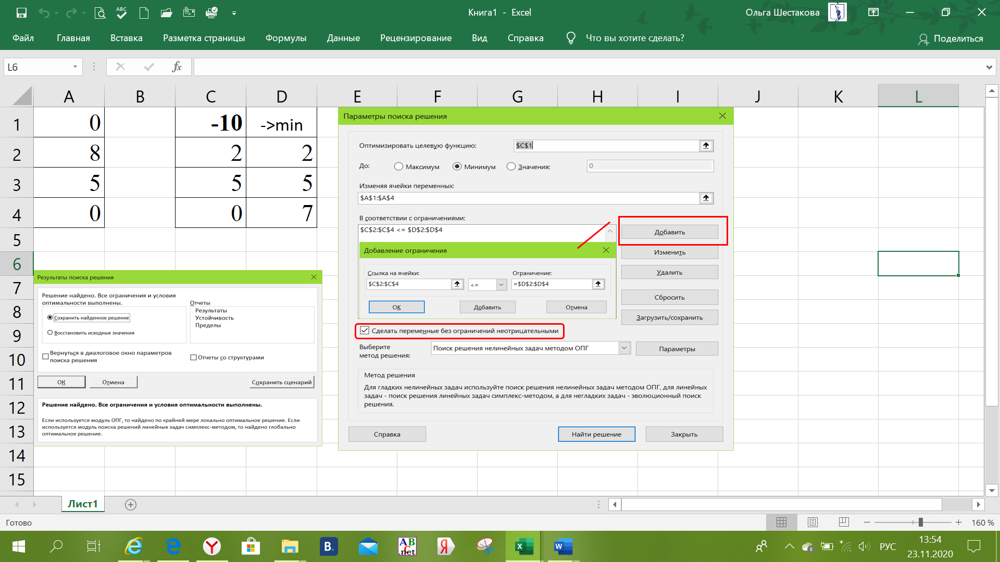 Книга1 - Excel
Ольга Шестакова
Файл Главная Вставка Разметка страницы Формулы Данные Рецензирование Вид Справка Что вы хотите сделать? Поделиться
L6 fx
A B C D E F G H I J K L
1 0 -10 ->min
2 8 2 2
3 5 5 5
4 0 0 7
5
6
7
8
9
10
11
12
13
14
15
Параметры поиска решения
Оптимизировать целевую функцию: $C$1
До: Максимум Минимум Значения: 0
Изменяя ячейки переменных:
$A$1:$A$4
В соответствии с ограничениями:
$C$2:$C$4 <= $D$2:$D$4
Добавить
Изменить
Удалить
Сбросить
Загрузить/сохранить
Добавление ограничения
Ссылка на ячейки: Ограничение:
$C$2:$C$4 <= =$D$2:$D$4
ОК Добавить Отмена
Сделать переменные без ограничений неотрицательными
Выберите
метод решения:
Поиск решения нелинейных задач методом ОПГ
Параметры
Метод решения
Для гладких нелинейных задач используйте поиск решения нелинейных задач методом ОПГ, для линейных
задач - поиск решения линейных задач симплекс-методом, а для негладких задач - эволюционный поиск
решения.
Справка Найти решение Закрыть
Результаты поиска решения
Решение найдено. Все ограничения и условия
оптимальности выполнены.
Отчеты
Результаты
Устойчивость
Пределы
Сохранить найденное решение
Восстановить исходные значения
Вернуться в диалоговое окно параметров
поиска решения
Отчеты со структурами
ОК Отмена Сохранить сценарий
Решение найдено. Все ограничения и условия оптимальности выполнены.
Если используется модуль ОПГ, то найдено по крайней мере локально оптимальное решение. Если
используется модуль поиска решений линейных задач симплекс-методом, то найдено глобально
оптимальное решение.
Лист1
Готово
160 %
B.
ABC
.net
Я
X
W
РУС
13:54
23.11.2020